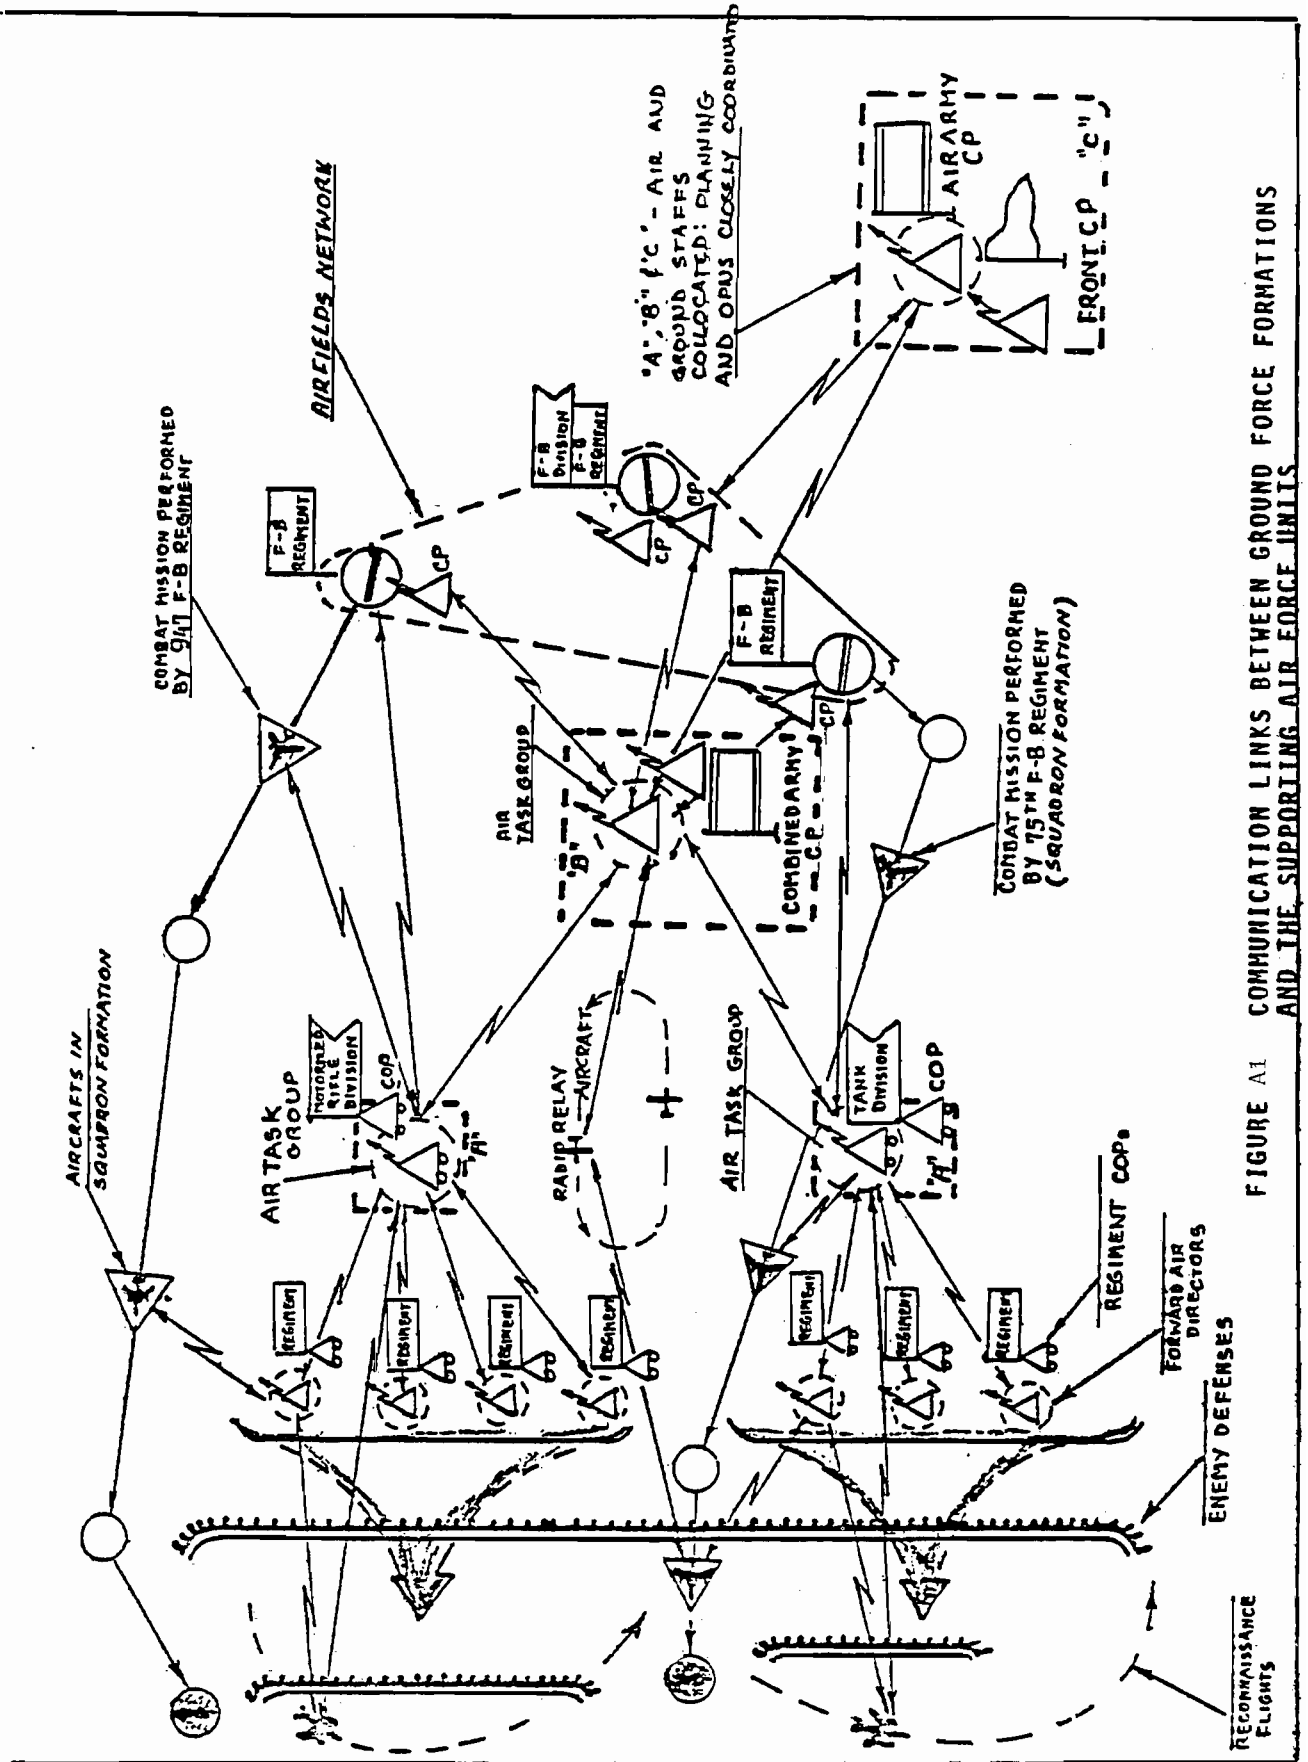 "A", "B" & "C" - AIR AND
GROUND STAFFS
COLLOCATED: PLANNING
AND OPNS CLOSELY COORDINATED
AIRFIELDS NETWORK
COMBAT MISSION PERFORMED
BY 947 F-B REGIMENT
AIRCRAFTS IN
SQUADRON FORMATION
F-B
REGIMENT
CP
F-B
DIVISION
F-B
REGIMENT
CP
CP
AIR ARMY
CP
FRONT CP "C"
F-B
REGIMENT
CP
AIR
TASK GROUP
"B"
COMBINED ARMY
C.P.
COMBAT MISSION PERFORMED
BY 75TH F-B REGIMENT
(SQUADRON FORMATION)
MOTORIZED
RIFLE
DIVISION
COP
AIR TASK
GROUP
"A"
RADIO RELAY
AIRCRAFT
AIR TASK GROUP
TANK
DIVISION
COP
"A"
REGIMENT
REGIMENT
REGIMENT
REGIMENT
REGIMENT
REGIMENT
REGIMENT
REGIMENT COPs
FORWARD AIR
DIRECTORS
ENEMY DEFENSES
RECONNAISSANCE
FLIGHTS
FIGURE A1 COMMUNICATION LINKS BETWEEN GROUND FORCE FORMATIONS
AND THE SUPPORTING AIR FORCE UNITS